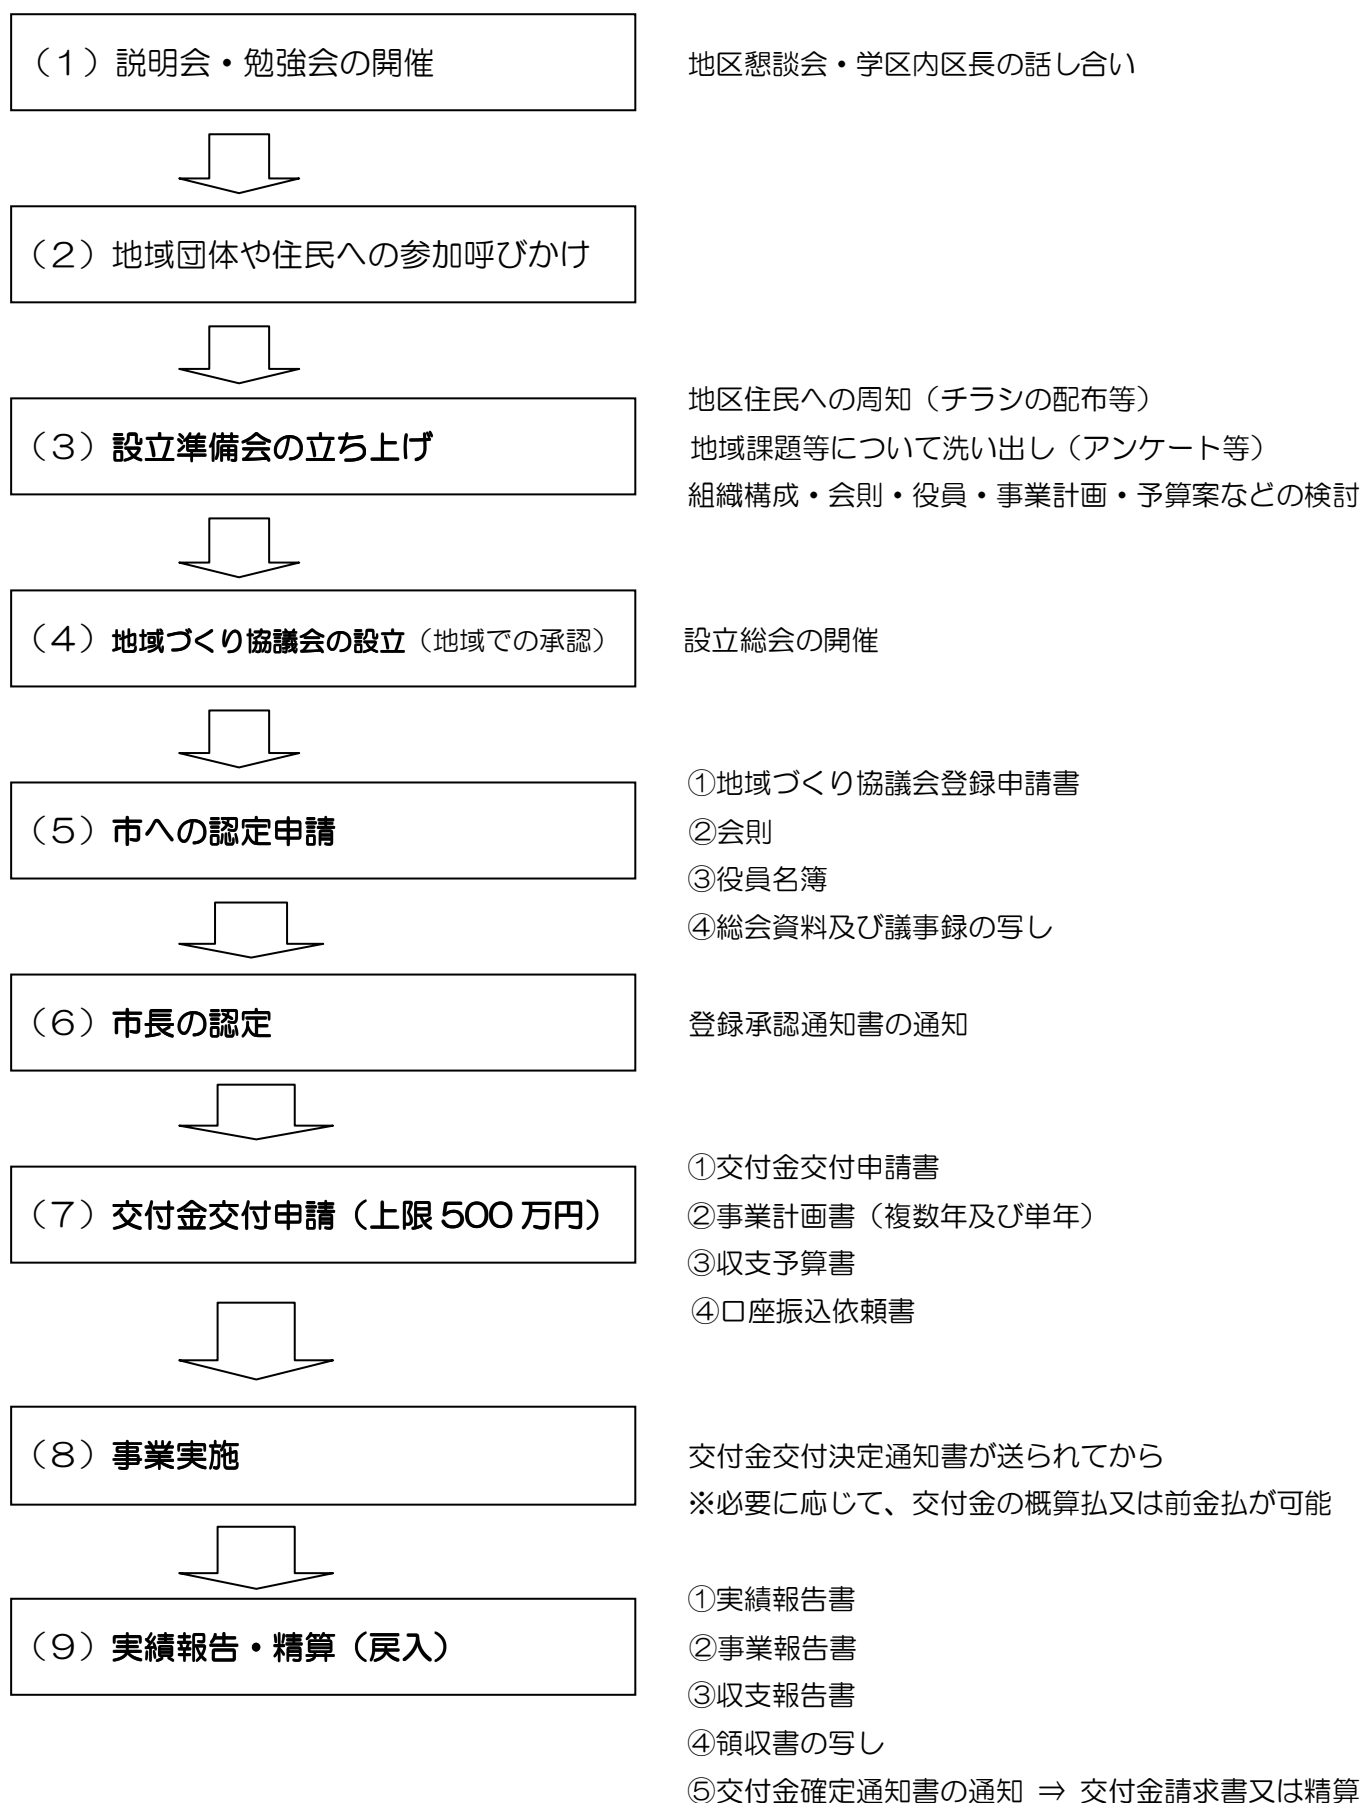 （１）説明会・勉強会の開催
地区懇談会・学区内区長の話し合い
（２）地域団体や住民への参加呼びかけ
（３）設立準備会の立ち上げ
地区住民への周知（チラシの配布等）
地域課題等について洗い出し（アンケート等）
組織構成・会則・役員・事業計画・予算案などの検討
（４）地域づくり協議会の設立（地域での承認）
設立総会の開催
（５）市への認定申請
①地域づくり協議会登録申請書
②会則
③役員名簿
④総会資料及び議事録の写し
（６）市長の認定
登録承認通知書の通知
（７）交付金交付申請（上限 500 万円）
①交付金交付申請書
②事業計画書（複数年及び単年）
③収支予算書
④口座振込依頼書
（８）事業実施
交付金交付決定通知書が送られてから
※必要に応じて、交付金の概算払又は前金払が可能
（９）実績報告・精算（戻入）
①実績報告書
②事業報告書
③収支報告書
④領収書の写し
⑤交付金確定通知書の通知 ⇒ 交付金請求書又は精算